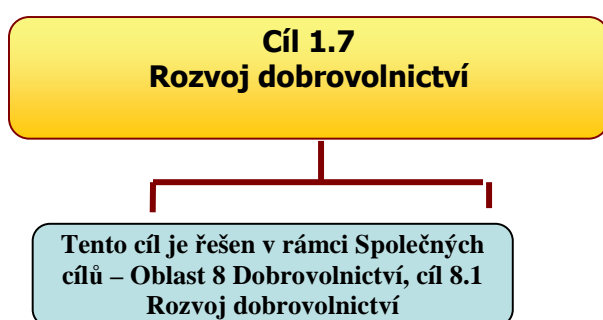 Cíl 1.7
Rozvoj dobrovolnictví
Tento cíl je řešen v rámci Společných
cílů – Oblast 8 Dobrovolnictví, cíl 8.1
Rozvoj dobrovolnictví